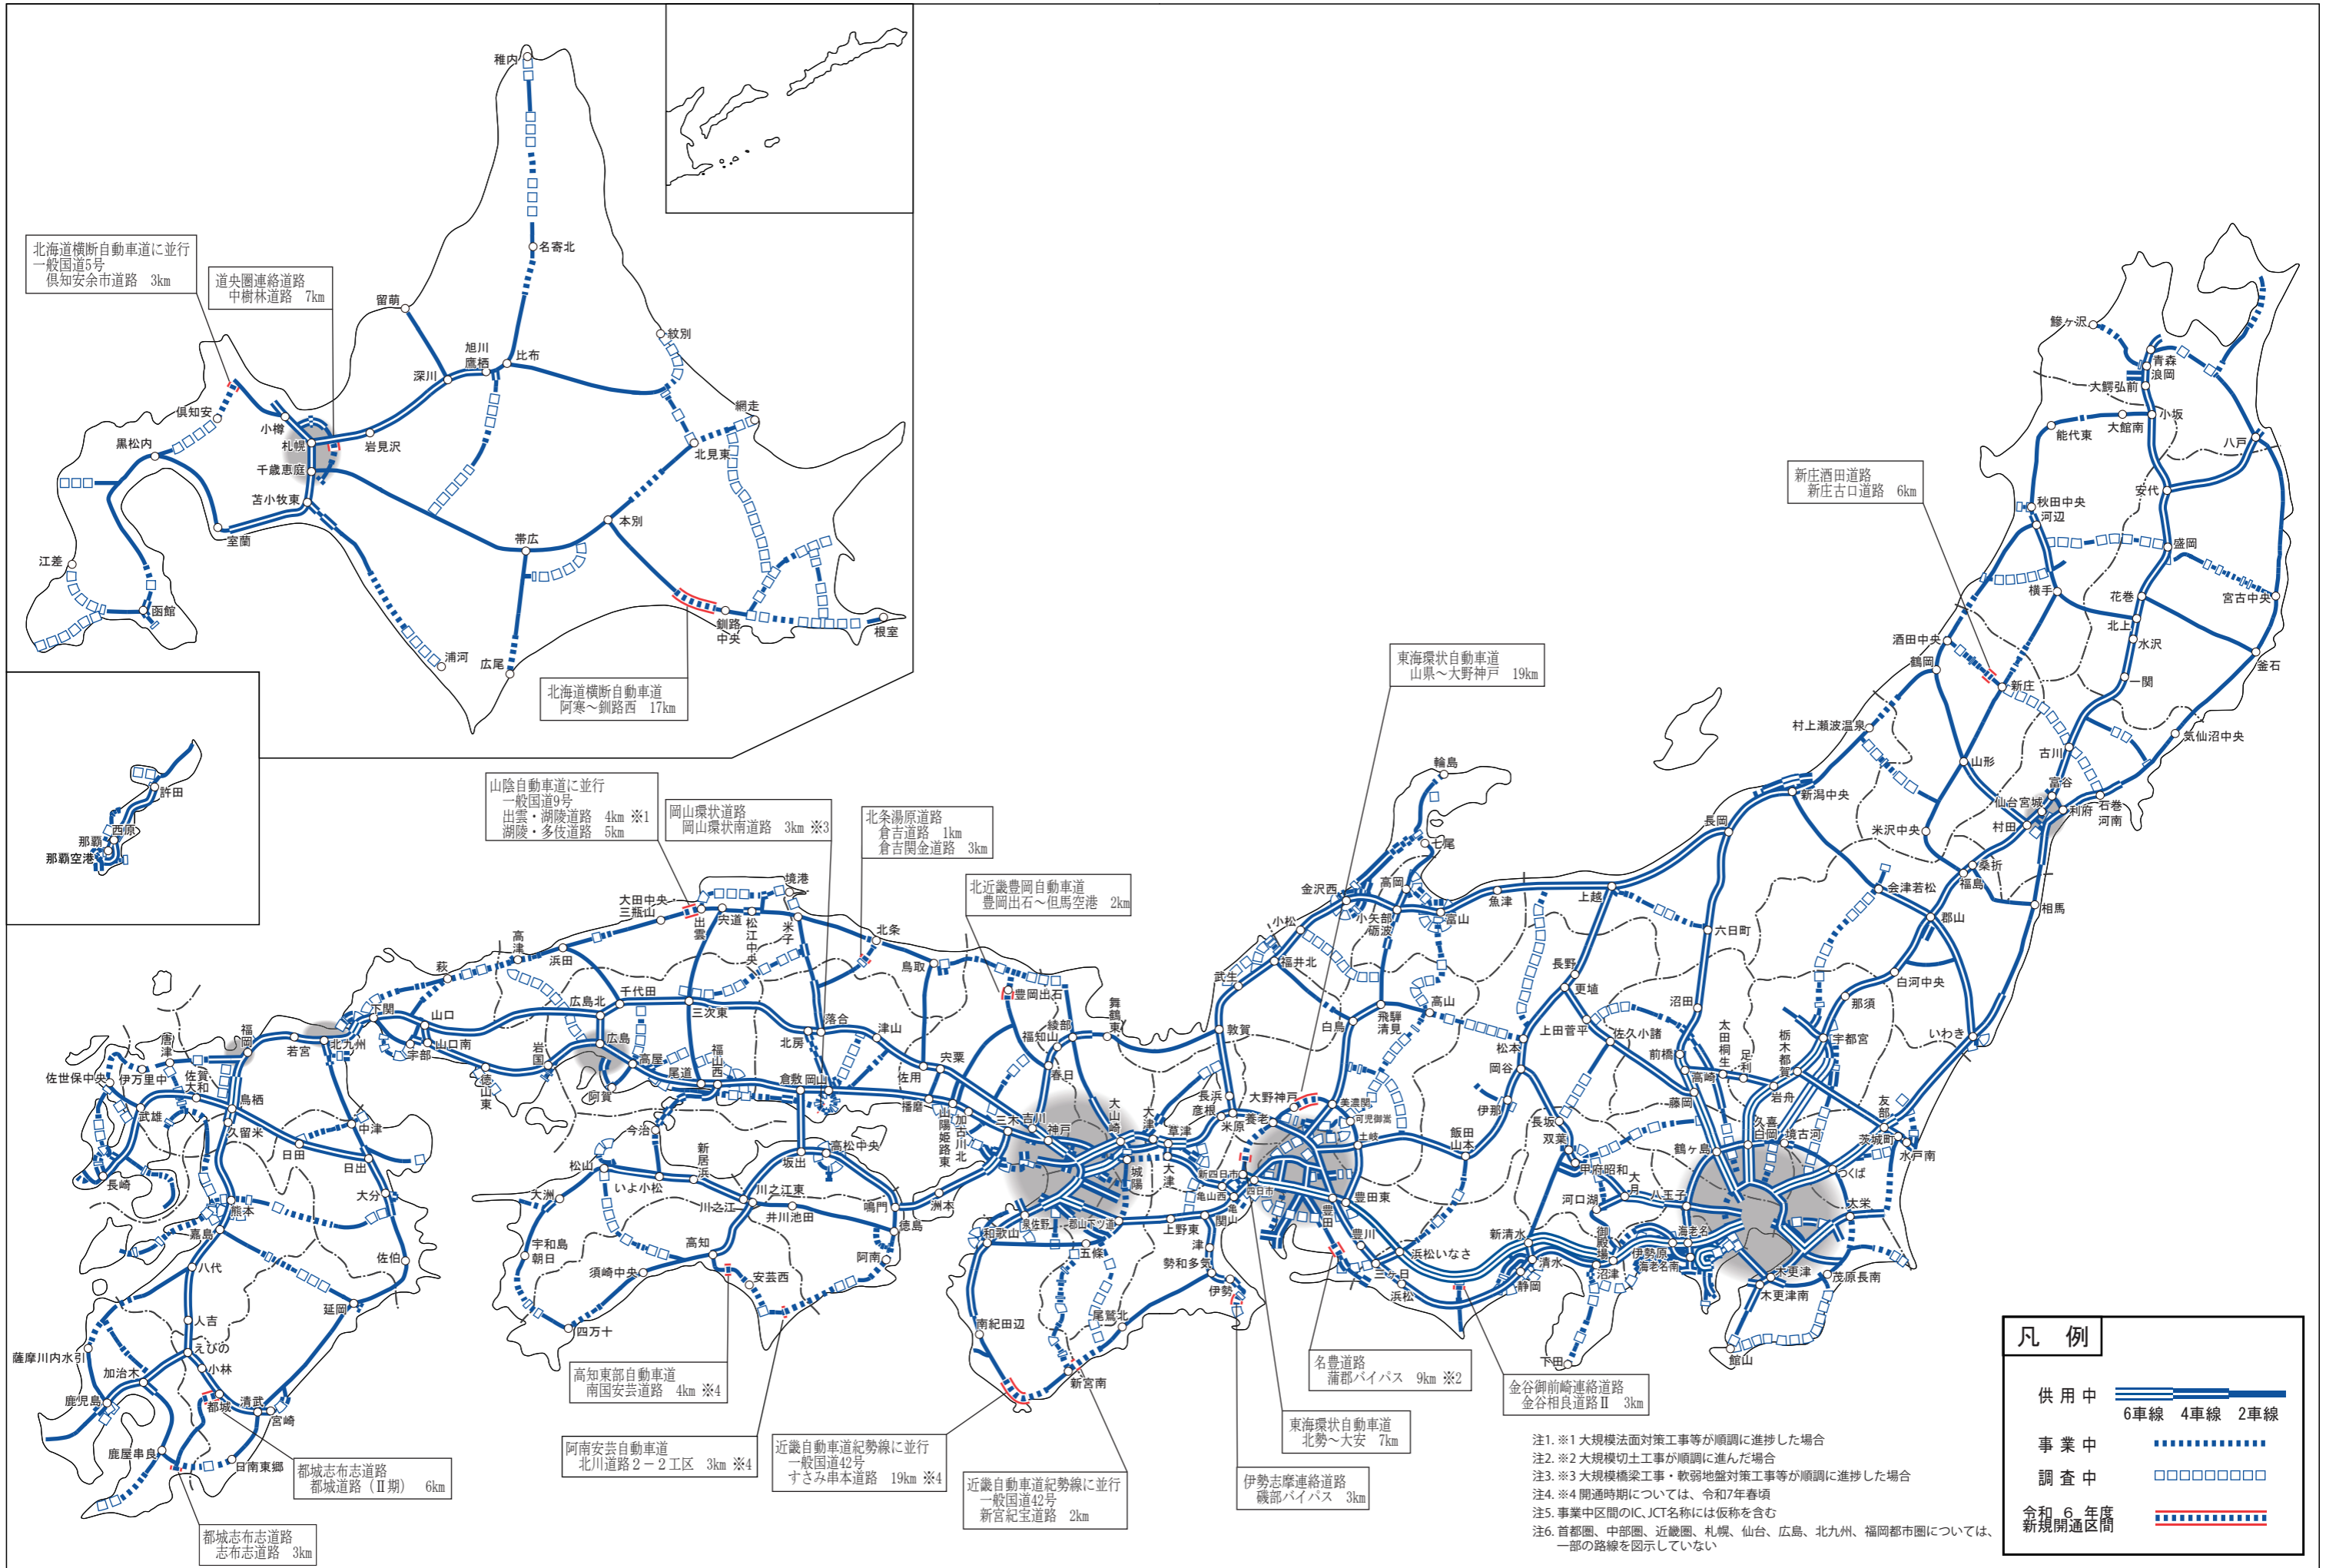 稚内
名寄北
留萌
紋別
旭川
鷹栖
比布
深川
網走
倶知安
小樽
札幌
岩見沢
北見東
黒松内
千歳恵庭
苫小牧東
本別
室蘭
帯広
江差
函館
釧路
中央
根室
浦河
広尾
北海道横断自動車道に並行
一般国道5号
倶知安余市道路 3km
道央圏連絡道路
中樹林道路 7km
北海道横断自動車道
阿寒~釧路西 17km
許田
西原
那覇
那覇空港
鰺ヶ沢
青森
浪岡
大鰐弘前
小坂
大館南
能代東
八戸
安代
秋田中央
河辺
盛岡
横手
花巻
宮古中央
北上
水沢
酒田中央
鶴岡
釜石
新庄
一関
村上瀬波温泉
気仙沼中央
古川
山形
富谷
仙台宮城
利府
石巻
河南
村田
米沢中央
桑折
福島
新潟中央
会津若松
相馬
郡山
白河中央
那須
いわき
新庄酒田道路
新庄古口道路 6km
東海環状自動車道
山県~大野神戸 19km
山陰自動車道に並行
一般国道9号
出雲・湖陵道路 4km ※1
湖陵・多伎道路 5km
岡山環状道路
岡山環状南道路 3km ※3
北条湯原道路
倉吉道路 1km
倉吉関金道路 3km
北近畿豊岡自動車道
豊岡出石~但馬空港 2km
輪島
七尾
高岡
金沢西
小松
小矢部
砺波
富山
魚津
上越
長岡
六日町
福井北
武生
長野
更埴
高山
白鳥
飛騨
清見
松本
上田菅平
佐久小諸
沼田
前橋
高崎
太田桐生
足利
栃木都賀
宇都宮
岩舟
藤岡
友部
茨城町
水戸南
久喜
白岡
境古河
鶴ヶ島
つくば
大栄
敦賀
舞鶴東
綾部
福知山
春日
豊岡出石
鳥取
北条
境港
米子
松江中央
宍道
出雲
大田中央
三瓶山
浜田
高津
萩
下関
山口
山口南
宇部
徳山東
岩国
広島北
千代田
広島
三次東
高屋
尾道
福山西
阿賀
北房
落合
津山
倉敷
岡山
佐用
宍粟
播磨
山陽姫路東
加古川北
三木
吉川
神戸
大山崎
大津
草津
大津
城陽
長浜
彦根
米原
養老
大野神戸
美濃関
可児御嵩
土岐
新四日市
四日市
亀山西
亀山
関
上野東
津
勢和多気
伊勢
尾鷲北
新宮南
南紀田辺
五條
郡山下ツ道
泉佐野
和歌山
豊田
豊田東
豊川
浜松いなさ
三ケ日
浜松
岡谷
伊那
飯田
山本
長坂
双葉
甲府昭和
河口湖
大月
八王子
御殿場
沼津
伊勢原
海老名
海老名南
新清水
清水
静岡
下田
木更津
木更津南
茂原長南
館山
福岡
若宮
北九州
唐津
佐世保中央
伊万里中
佐賀
大和
武雄
鳥栖
久留米
長崎
日田
中津
日出
大分
熊本
嘉島
八代
佐伯
延岡
人吉
えびの
小林
薩摩川内水引
加治木
鹿児島
都城
清武
宮崎
鹿屋串良
日南東郷
今治
松山
大洲
いよ小松
新居浜
川之江
川之江東
井川池田
坂出
高松中央
鳴門
徳島
洲本
阿南
宇和島
朝日
須崎中央
高知
安芸西
四万十
高知東部自動車道
南国安芸道路 4km ※4
阿南安芸自動車道
北川道路2-2工区 3km ※4
近畿自動車道紀勢線に並行
一般国道42号
すさみ串本道路 19km ※4
近畿自動車道紀勢線に並行
一般国道42号
新宮紀宝道路 2km
伊勢志摩連絡道路
磯部バイパス 3km
東海環状自動車道
北勢~大安 7km
名豊道路
蒲郡バイパス 9km ※2
金谷御前崎連絡道路
金谷相良道路Ⅱ 3km
都城志布志道路
都城道路(Ⅱ期) 6km
都城志布志道路
志布志道路 3km
注1. ※1 大規模法面対策工事等が順調に進捗した場合
注2. ※2 大規模切土工事が順調に進んだ場合
注3. ※3 大規模橋梁工事・軟弱地盤対策工事等が順調に進捗した場合
注4. ※4 開通時期については、令和7年春頃
注5. 事業中区間のIC、JCT名称には仮称を含む
注6. 首都圏、中部圏、近畿圏、札幌、仙台、広島、北九州、福岡都市圏については、
一部の路線を図示していない
凡 例
供用中
6車線 4車線 2車線
事業中
調査中
令和 6 年度
新規開通区間